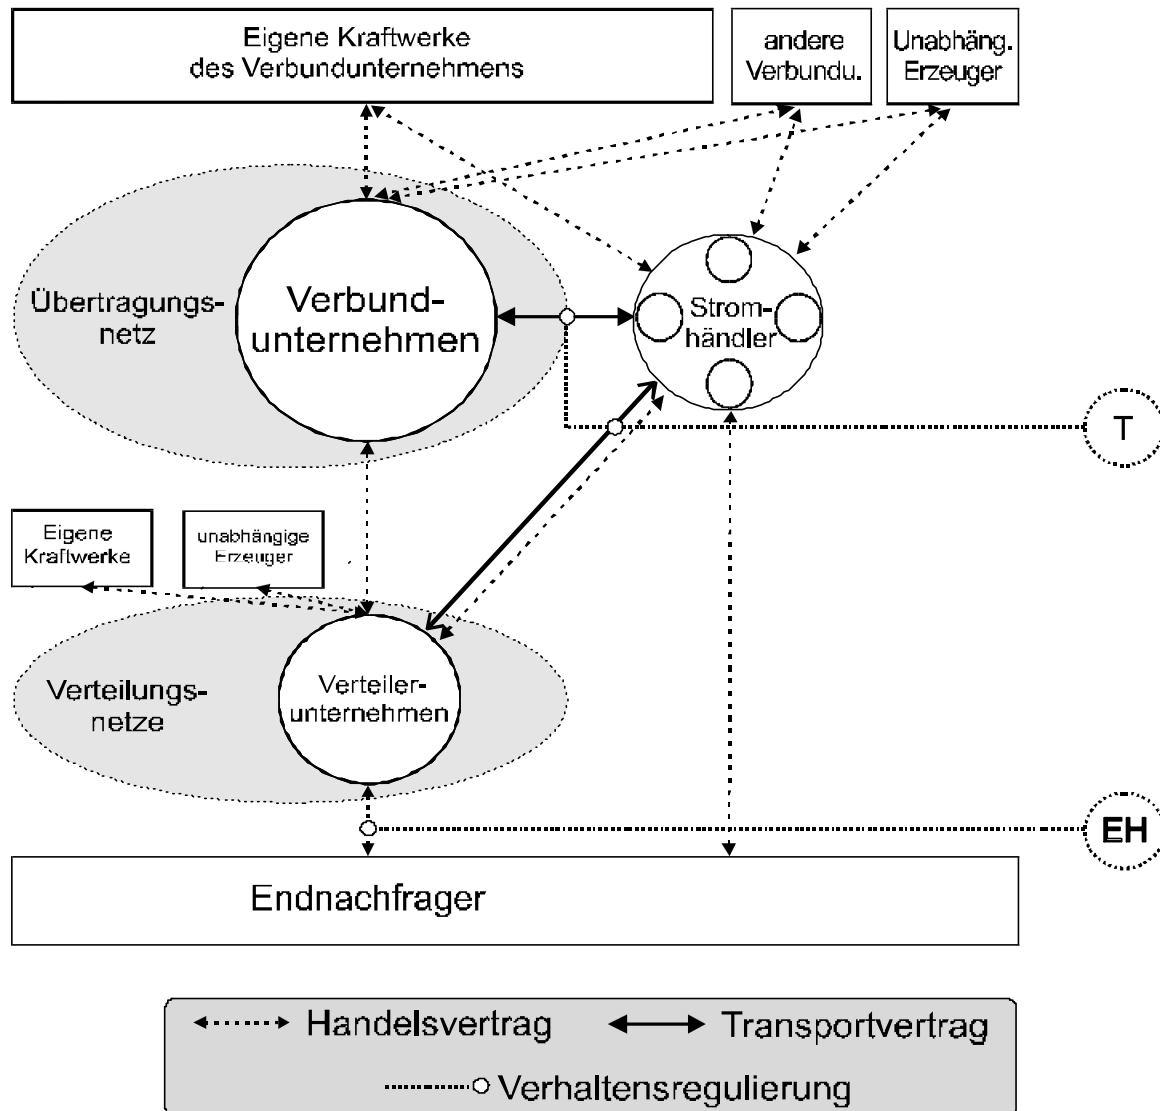 Eigene Kraftwerke
des Verbundunternehmens
andere
Verbundu.
Unabhäng.
Erzeuger
Übertragungs-
netz
Verbund-
unternehmen
Strom-
händler
T
Eigene
Kraftwerke
unabhängige
Erzeuger
Verteilungs-
netze
Verteiler-
unternehmen
EH
Endnachfrager
Handelsvertrag
Transportvertrag
Verhaltensregulierung